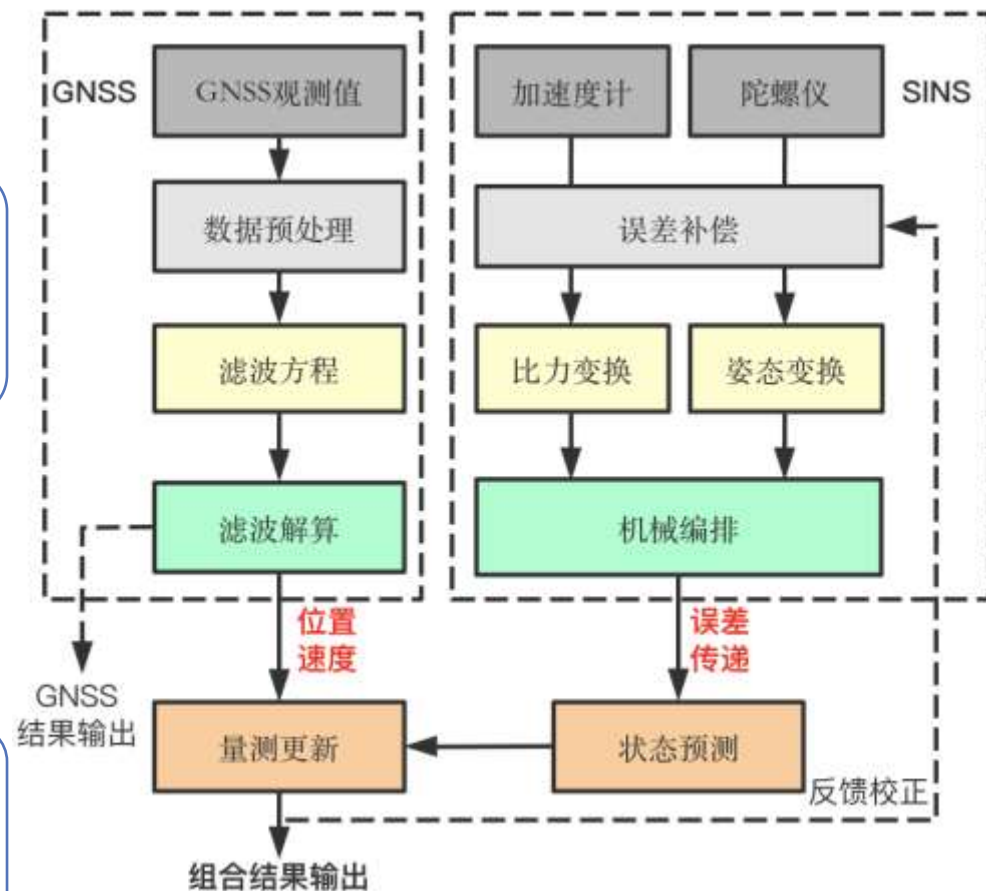 GNSS
GNSS观测值
加速度计
陀螺仪
SINS
数据预处理
误差补偿
滤波方程
比力变换
姿态变换
滤波解算
机械编排
位置
速度
误差
传递
GNSS
结果输出
量测更新
状态预测
反馈校正
组合结果输出